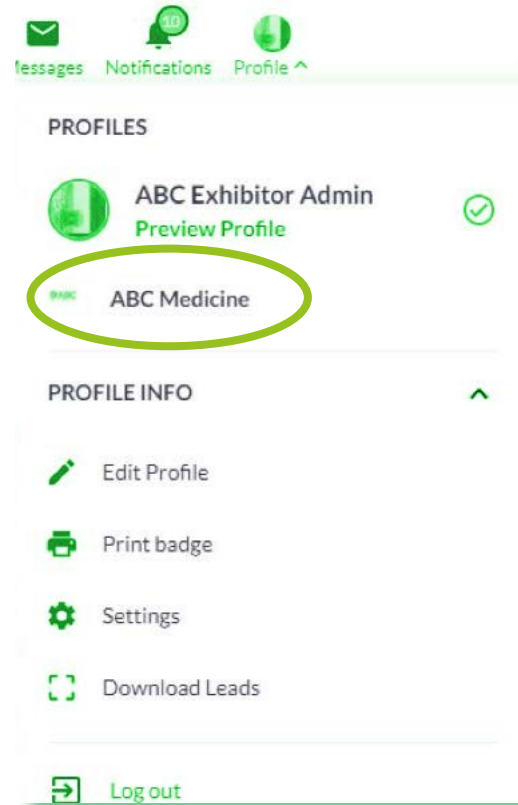 10
Messages Notifications Profile ^
PROFILES
ABC Exhibitor Admin
Preview Profile
ABC Medicine
PROFILE INFO
Edit Profile
Print badge
Settings
Download Leads
Log out